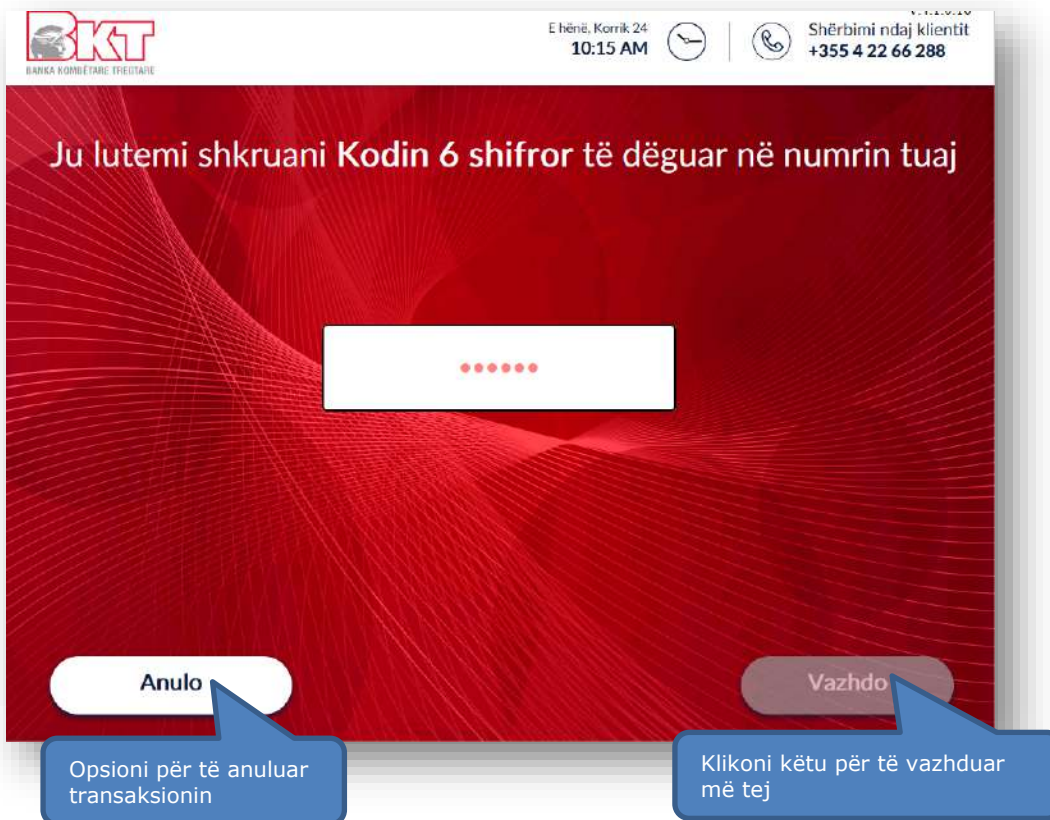 BKT
BANKA KOMBËTARE TREGTARE
E hënë, Korrik 24
10:15 AM
Shërbimi ndaj klientit
+355 4 22 66 288
Ju lutemi shkruani Kodin 6 shifror të dëguar në numrin tuaj
Anulo
Vazhdo
Opsioni për të anuluar
transaksionin
Klikoni këtu për të vazhduar
më tej